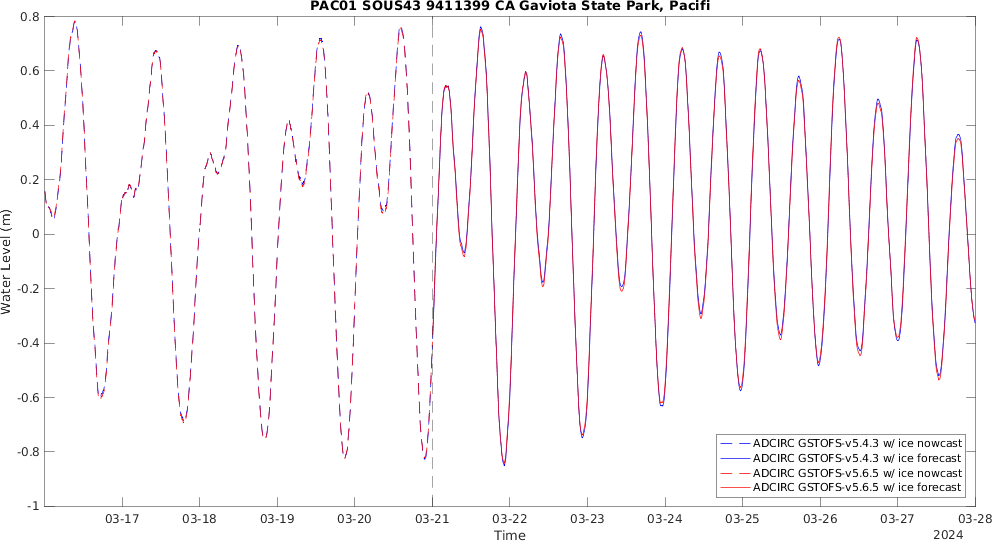 PAC01 SOUS43 9411399 CA Gaviota State Park, Pacifi
0.8
0.6
0.4
0.2
0
-0.2
-0.4
-0.6
-0.8
-1
Water Level (m)
ADCIRC GSTOFS-v5.4.3 w/ ice nowcast
ADCIRC GSTOFS-v5.4.3 w/ ice forecast
ADCIRC GSTOFS-v5.6.5 w/ ice nowcast
ADCIRC GSTOFS-v5.6.5 w/ ice forecast
03-17 03-18 03-19 03-20 03-21 03-22 03-23 03-24 03-25 03-26 03-27 03-28
Time
2024